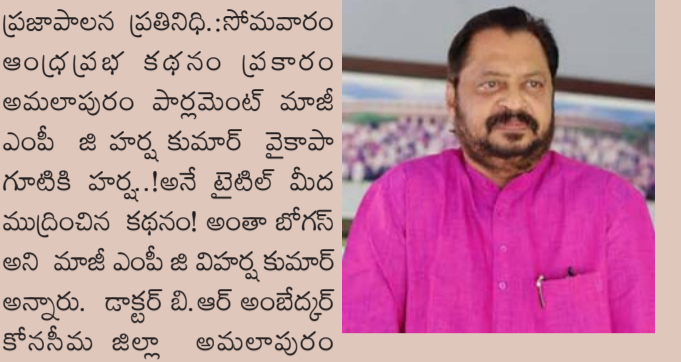 ప్రజాపాలన ప్రతినిధి.:సోమవారం
ఆంధ్రప్రభ కథనం ప్రకారం
అమలాపురం పార్లమెంట్ మాజీ
ఎంపీ జి హర్ష కుమార్ వైకాపా
గూటికి హర్ష..!అనే టైటిల్ మీద
ముద్రించిన కథనం! అంతా బోగస్
అని మాజీ ఎంపీ జి విహర్ష కుమార్
అన్నారు. డాక్టర్ బి.ఆర్ అంబేద్కర్
కోనసీమ జిల్లా అమలాపురం